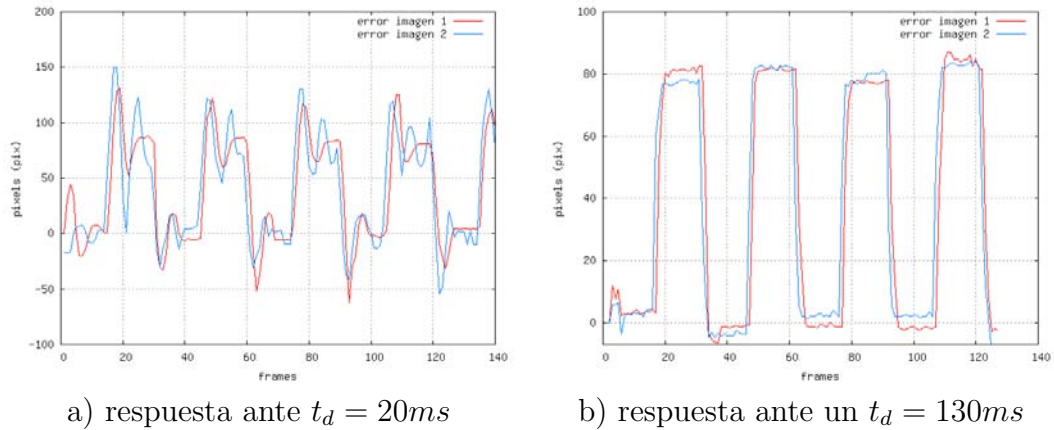 200
150
100
50
0
-50
-100
pixels (pix)
error imagen 1
error imagen 2
0 20 40 60 80 100 120 140
frames
100
80
60
40
20
0
pixels (pix)
error imagen 1
error imagen 2
0 20 40 60 80 100 120 140
frames
a) respuesta ante t_d = 20ms
b) respuesta ante un t_d = 130ms